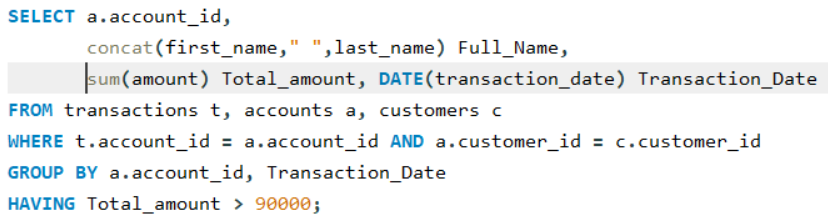 SELECT a.account_id,
concat(first_name," ",last_name) Full_Name,
sum(amount) Total_amount, DATE(transaction_date) Transaction_Date
FROM transactions t, accounts a, customers c
WHERE t.account_id = a.account_id AND a.customer_id = c.customer_id
GROUP BY a.account_id, Transaction_Date
HAVING Total_amount > 90000;